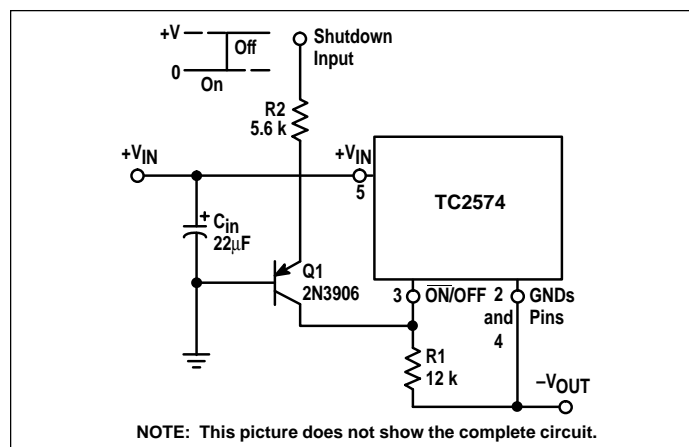 +V
Off
0
On
Shutdown
Input
R2
5.6 k
+VIN
+VIN
5
TC2574
Cin
22μF
+
Q1
2N3906
3
ON/OFF
2
and
4
GNDs
Pins
R1
12 k
–VOUT
NOTE: This picture does not show the complete circuit.